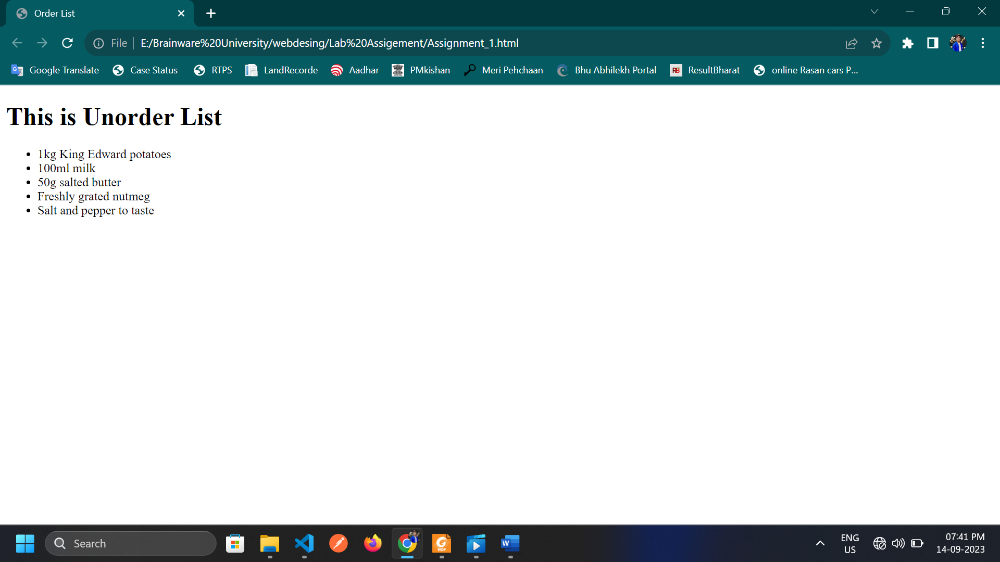 Order List
File
E:/Brainware%20University/webdesing/Lab%20Assigement/Assignment_1.html
Google Translate
Case Status
RTPS
LandRecorde
Aadhar
PMkishan
Meri Pehchaan
Bhu Abhilekh Portal
RB
ResultBharat
online Rasan cars P...
This is Unorder List
• 1kg King Edward potatoes
• 100ml milk
• 50g salted butter
• Freshly grated nutmeg
• Salt and pepper to taste
Search
PDF
W
ENG
US
07:41 PM
14-09-2023